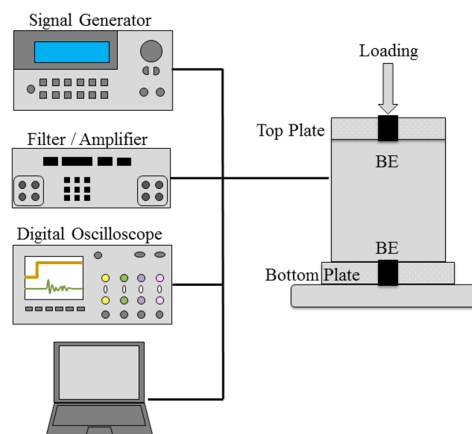 Signal Generator
Filter / Amplifier
Digital Oscilloscope
Loading
Top Plate
BE
BE
Bottom Plate